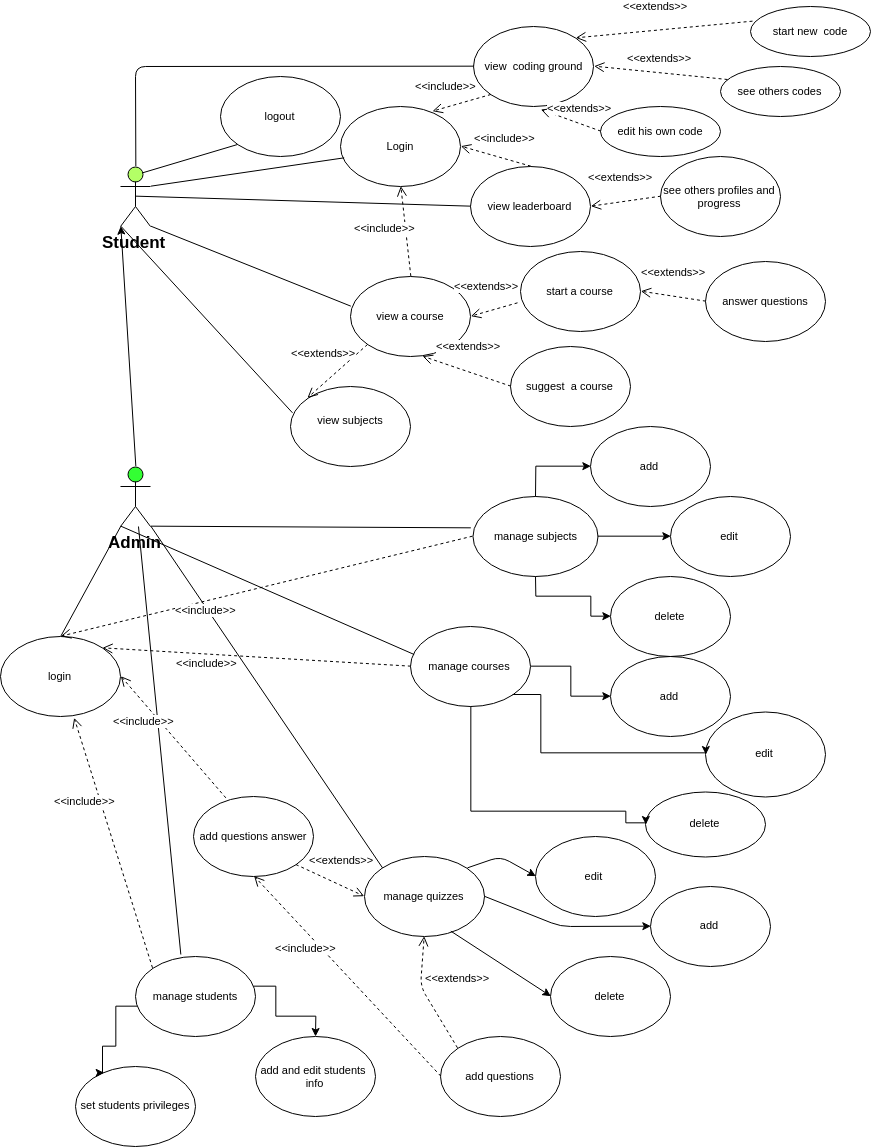 <<extends>>
start new  code
view  coding ground
<<extends>>
<<include>>
see others codes
logout
<<extends>>
edit his own code
Login
<<include>>
<<extends>>
see others profiles and
progress
view leaderboard
<<include>>
Student
<<extends>>
<<extends>>
start a course
answer questions
view a course
<<extends>>
<<extends>>
suggest  a course
view subjects
add
Admin
manage subjects
edit
<<include>>
delete
<<include>>
manage courses
login
add
<<include>>
edit
<<include>>
delete
add questions answer
<<extends>>
edit
manage quizzes
add
<<include>>
<<extends>>
manage students
delete
add and edit students
info
add questions
set students privileges